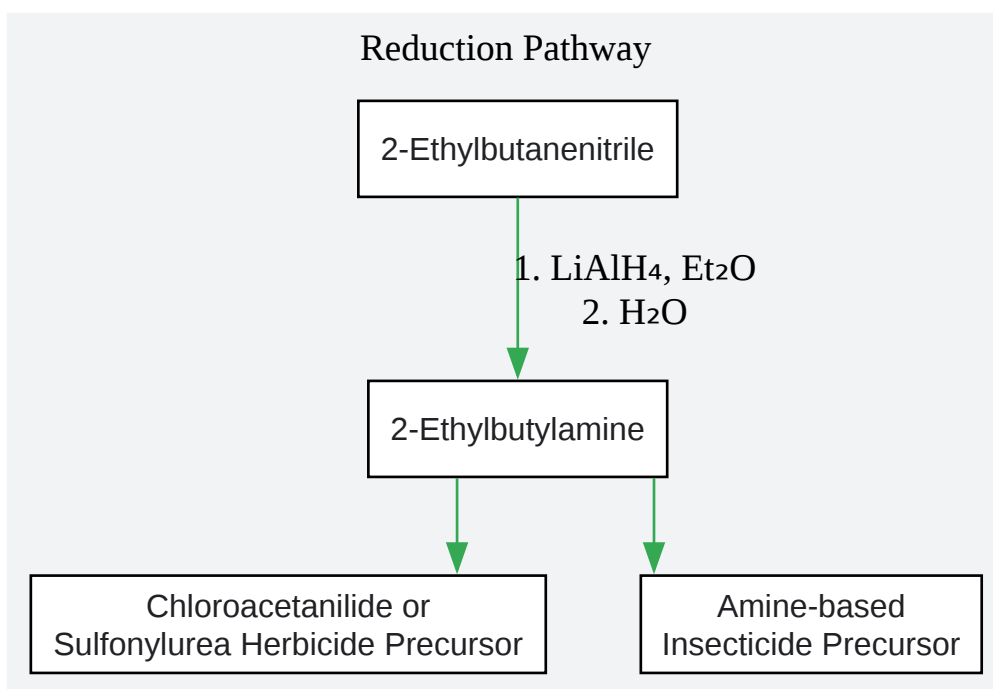 Reduction Pathway
2-Ethylbutanenitrile
1. LiAlH₄, Et₂O
2. H₂O
2-Ethylbutylamine
Chloroacetanilide or
Sulfonylurea Herbicide Precursor
Amine-based
Insecticide Precursor